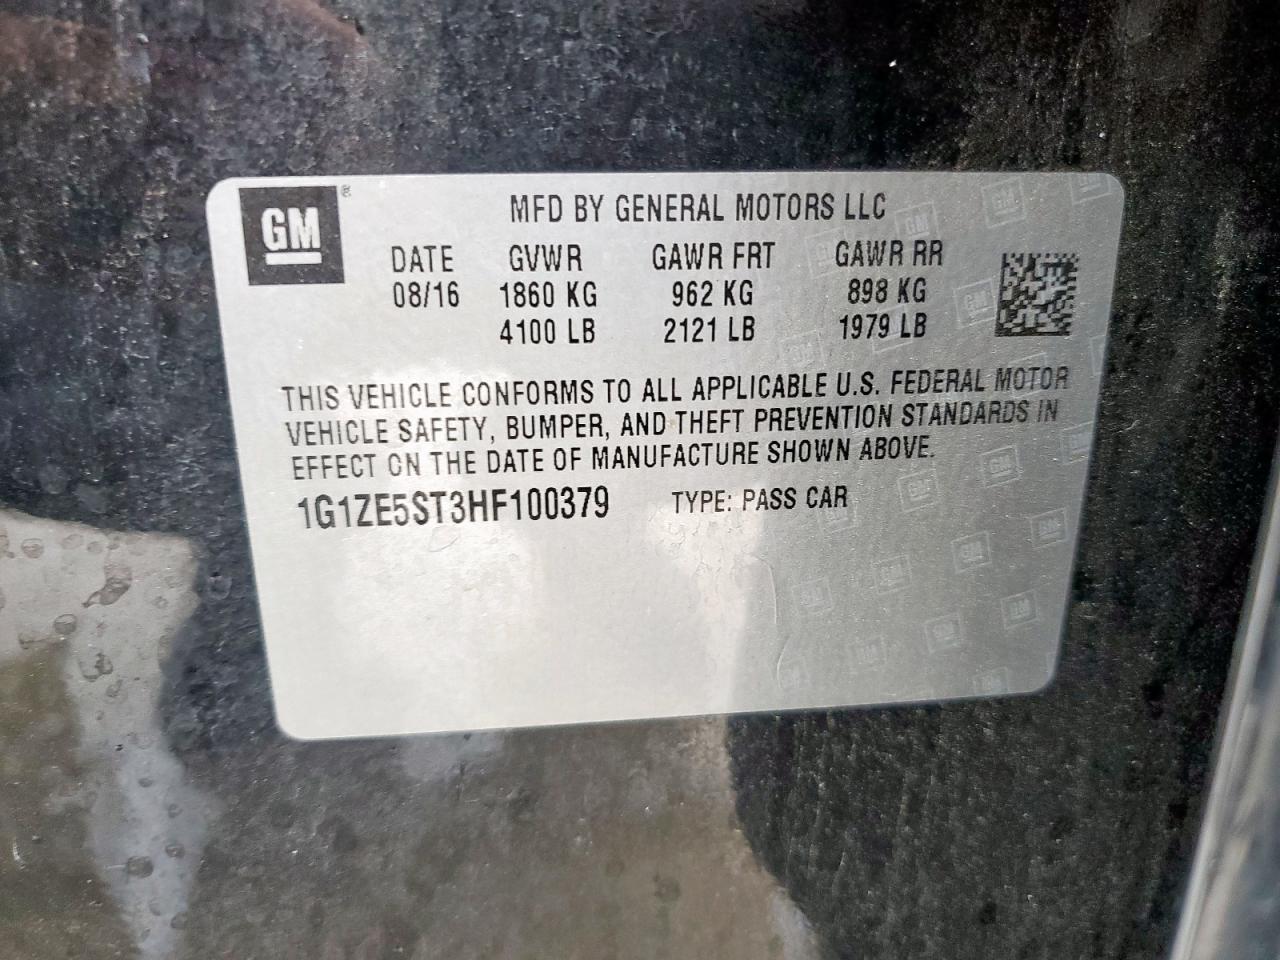 GM ®
MFD BY GENERAL MOTORS LLC
DATE GVWR GAWR FRT GAWR RR
08/16 1860 KG 962 KG 898 KG
4100 LB 2121 LB 1979 LB
THIS VEHICLE CONFORMS TO ALL APPLICABLE U.S. FEDERAL MOTOR
VEHICLE SAFETY, BUMPER, AND THEFT PREVENTION STANDARDS IN
EFFECT ON THE DATE OF MANUFACTURE SHOWN ABOVE.
1G1ZE5ST3HF100379 TYPE: PASS CAR